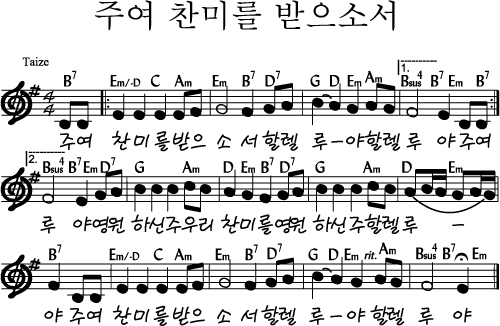 주여 찬미를 받으소서
Taize
1.
B7 Em/-D C Am Em B7 D7 G D Em Am Bsus4 B7 Em B7
4
4
주여 찬미를받으 소 서할렐 루-야할렐 루 야주여
2.
Bsus4 B7 Em D7 G Am D Em B7 D7 G Am D Em
루 야영원 하신주우리 찬미를영원 하신주할렐루 -
B7 Em/-D C Am Em B7 D7 G D Em rit. Am Bsus4 B7 Em
야 주여 찬미를받으 소 서할렐 루-야 할렐 루 야